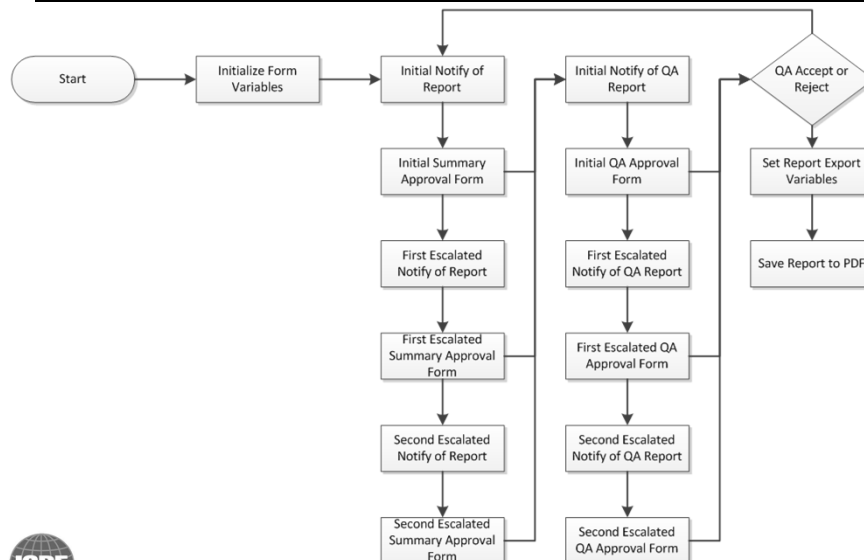 Start
Initialize Form
Variables
Initial Notify of
Report
Initial Notify of QA
Report
QA Accept or
Reject
Initial Summary
Approval Form
Initial QA Approval
Form
Set Report Export
Variables
First Escalated
Notify of Report
First Escalated
Notify of QA Report
Save Report to PDF
First Escalated
Summary Approval
Form
First Escalated QA
Approval Form
Second Escalated
Notify of Report
Second Escalated
Notify of QA Report
Second Escalated
Summary Approval
Form
Second Escalated
QA Approval Form